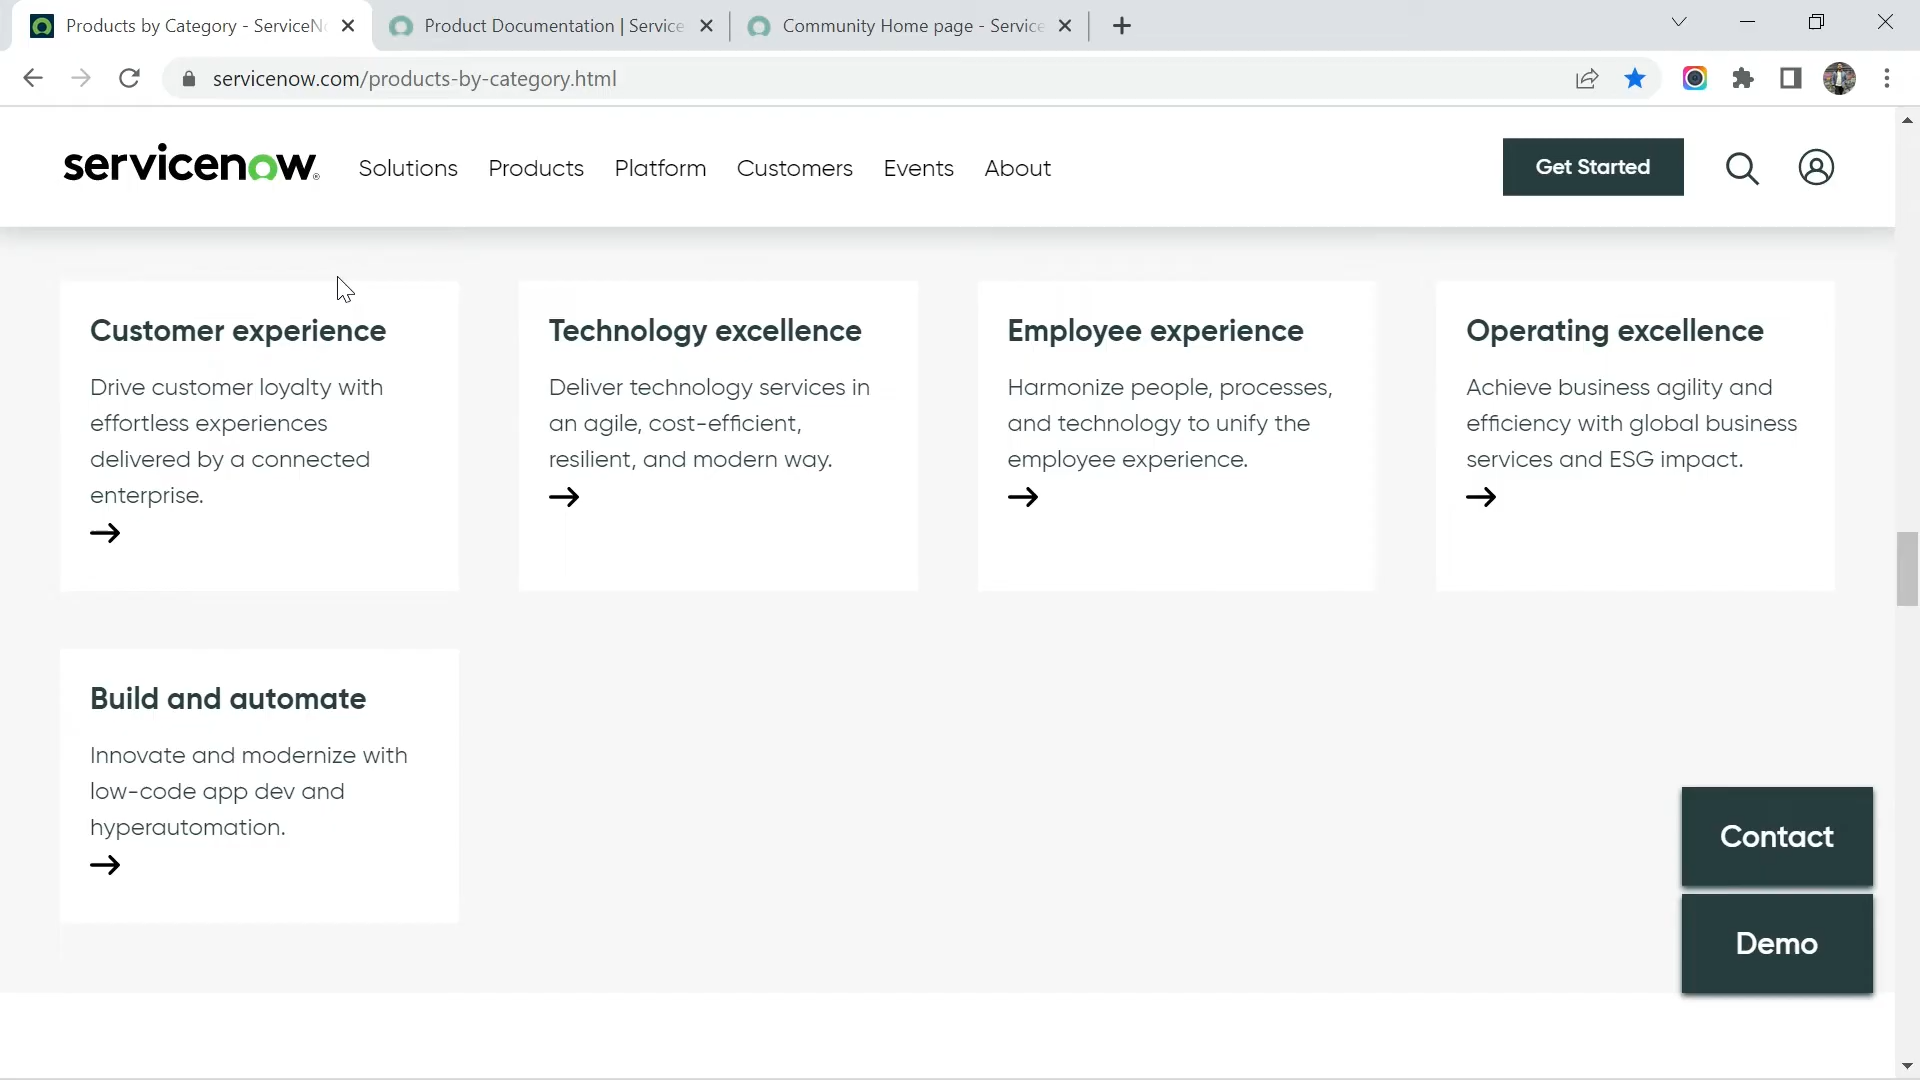 Products by Category - ServiceN
Product Documentation | Service
Community Home page - Service
servicenow.com/products-by-category.html
servicenow®
Solutions
Products
Platform
Customers
Events
About
Get Started
Customer experience
Drive customer loyalty with
effortless experiences
delivered by a connected
enterprise.
Technology excellence
Deliver technology services in
an agile, cost-efficient,
resilient, and modern way.
Employee experience
Harmonize people, processes,
and technology to unify the
employee experience.
Operating excellence
Achieve business agility and
efficiency with global business
services and ESG impact.
Build and automate
Innovate and modernize with
low-code app dev and
hyperautomation.
Contact
Demo